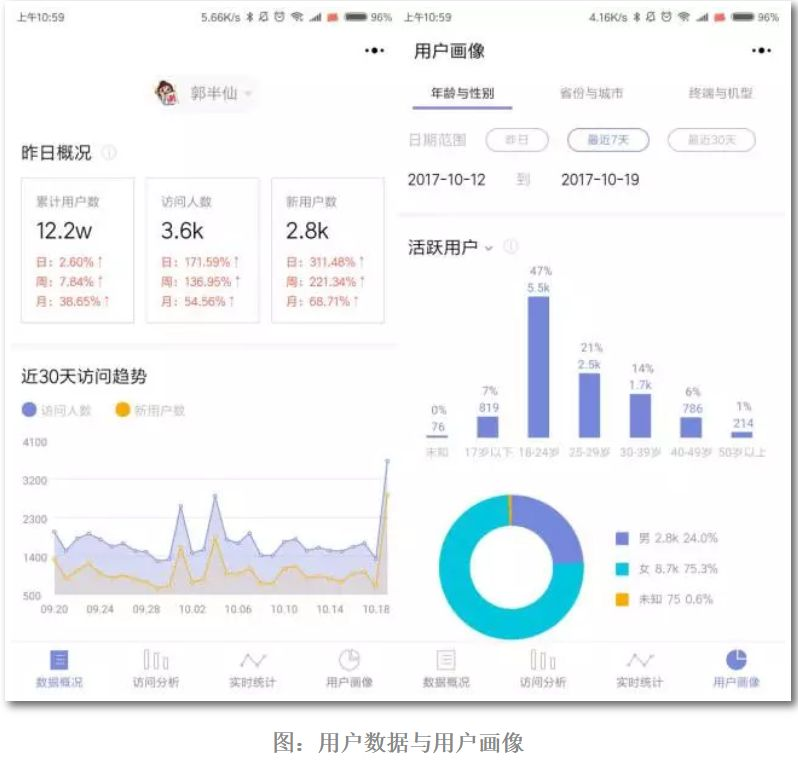 上午10:59
5.66K/s
96%
郭半仙
昨日概况
累计用户数
12.2w
日: 2.60%↑
周: 7.84%↑
月: 38.65%↑
访问人数
3.6k
日: 171.59%↑
周: 136.95%↑
月: 54.56%↑
新用户数
2.8k
日: 311.48%↑
周: 221.34%↑
月: 68.71%↑
近30天访问趋势
访问人数 新用户数
4100
3200
2300
1400
500
09.20 09.24 09.28 10.02 10.06 10.10 10.14 10.18
数据概况 访问分析 实时统计 用户画像
上午10:59
4.16K/s
96%
用户画像
年龄与性别 省份与城市 终端与机型
日期范围 昨日 最近7天 最近30天
2017-10-12 到 2017-10-19
活跃用户
0% 7% 47% 21% 14% 6% 1%
76 819 5.5k 2.5k 1.7k 786 214
未知 17岁以下 18-24岁 25-29岁 30-39岁 40-49岁 50岁以上
男 2.8k 24.0%
女 8.7k 75.3%
未知 75 0.6%
数据概况 访问分析 实时统计 用户画像
图：用户数据与用户画像